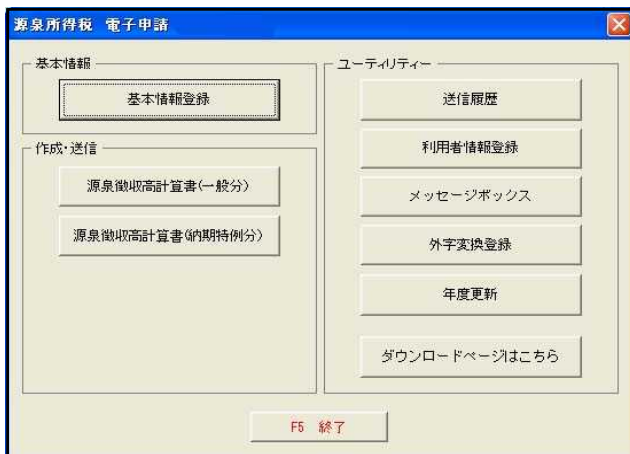 源泉所得税 電子申請
基本情報
基本情報登録
作成・送信
源泉徴収高計算書(一般分)
源泉徴収高計算書(納期特例分)
ユーティリティー
送信履歴
利用者情報登録
メッセージボックス
外字変換登録
年度更新
ダウンロードページはこちら
F5 終了